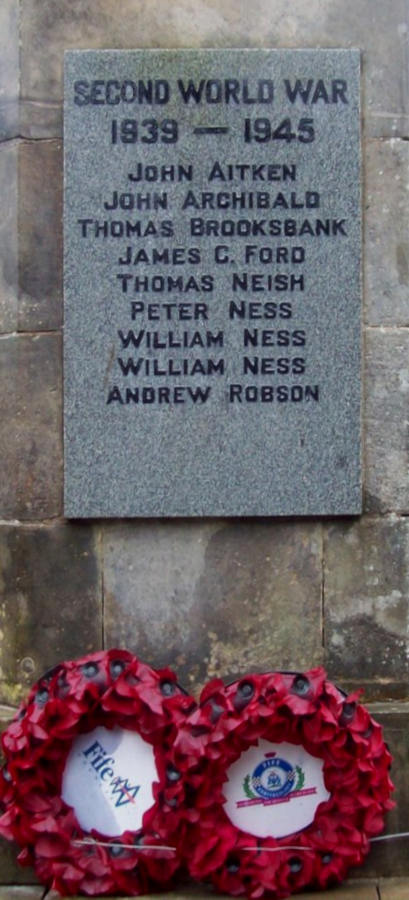 SECOND WORLD WAR
1939 — 1945
JOHN AITKEN
JOHN ARCHIBALD
THOMAS BROOKSBANK
JAMES C. FORD
THOMAS NEISH
PETER NESS
WILLIAM NESS
WILLIAM NESS
ANDREW ROBSON
Fife
FIFE